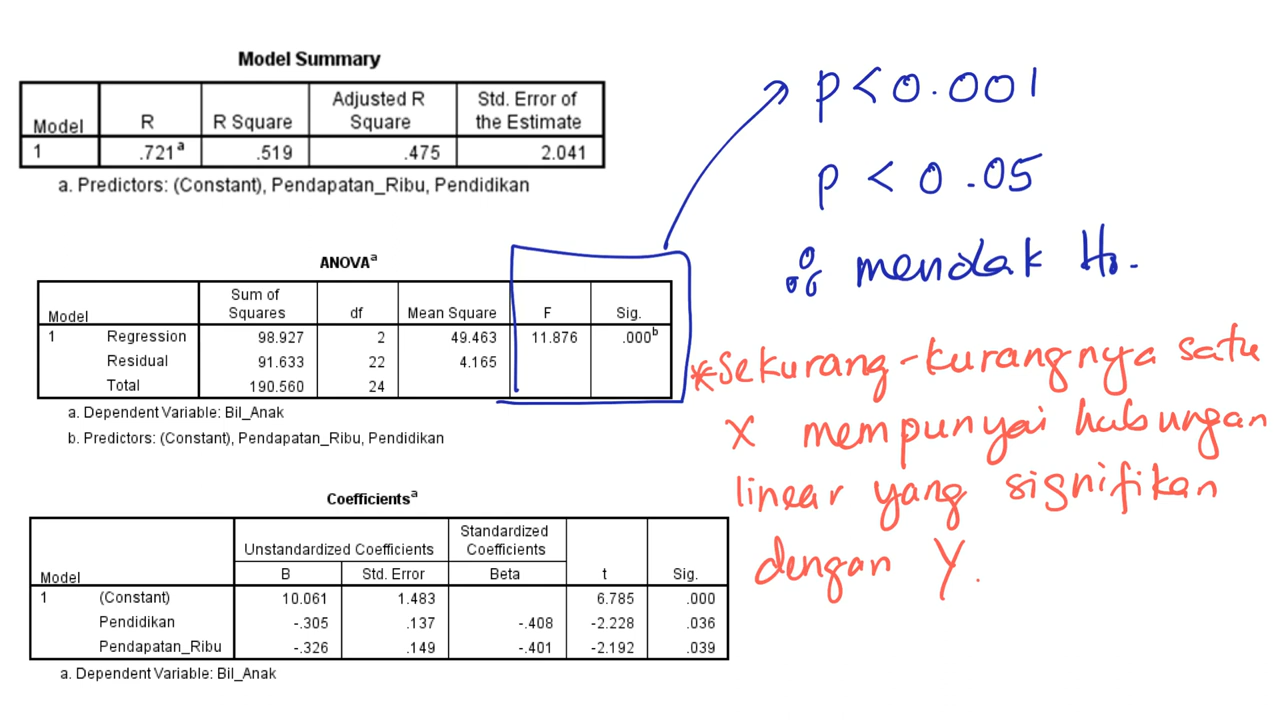 Model Summary
Model R R Square Adjusted R Square Std. Error of the Estimate
1 .721a .519 .475 2.041
a. Predictors: (Constant), Pendapatan_Ribu, Pendidikan
ANOVAa
Model Sum of Squares df Mean Square F Sig.
1 Regression 98.927 2 49.463 11.876 .000b
Residual 91.633 22 4.165
Total 190.560 24
a. Dependent Variable: Bil_Anak
b. Predictors: (Constant), Pendapatan_Ribu, Pendidikan
Coefficientsa
Model Unstandardized Coefficients Standardized Coefficients t Sig.
B Std. Error Beta
1 (Constant) 10.061 1.483 6.785 .000
Pendidikan -.305 .137 -.408 -2.228 .036
Pendapatan_Ribu -.326 .149 -.401 -2.192 .039
a. Dependent Variable: Bil_Anak
p < 0.001
p < 0.05
∴ mendak H₀.
*Sekurang-kurangnya satu
X mempunyai hubungan
linear yang signifikan
dengan Y.